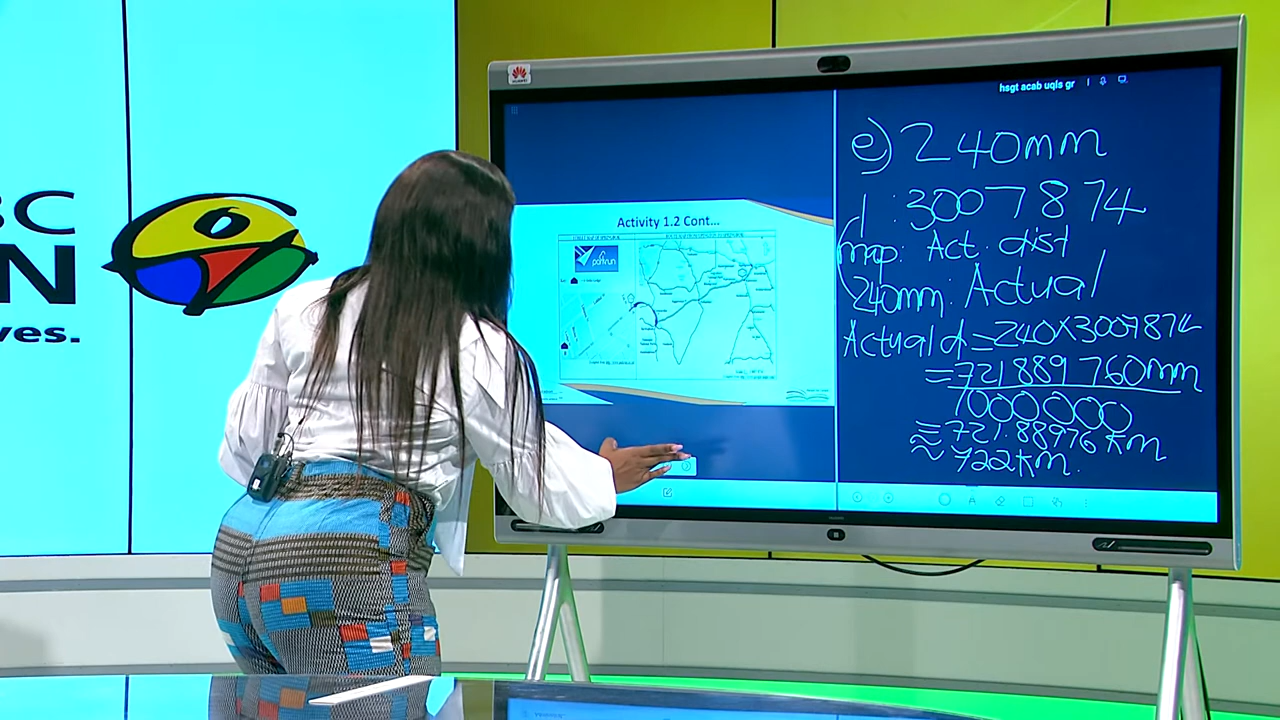 BC
N
ves.
HUAWEI
hsgt acab uqls gr
Activity 1.2 Cont...
parkrun
e) 240mm
1 : 3007874
map : Act. dist
240mm : Actual
Actual d = 240×3007874
= 721889760mm
1000000
= 721.88976 km
≈ 722km.